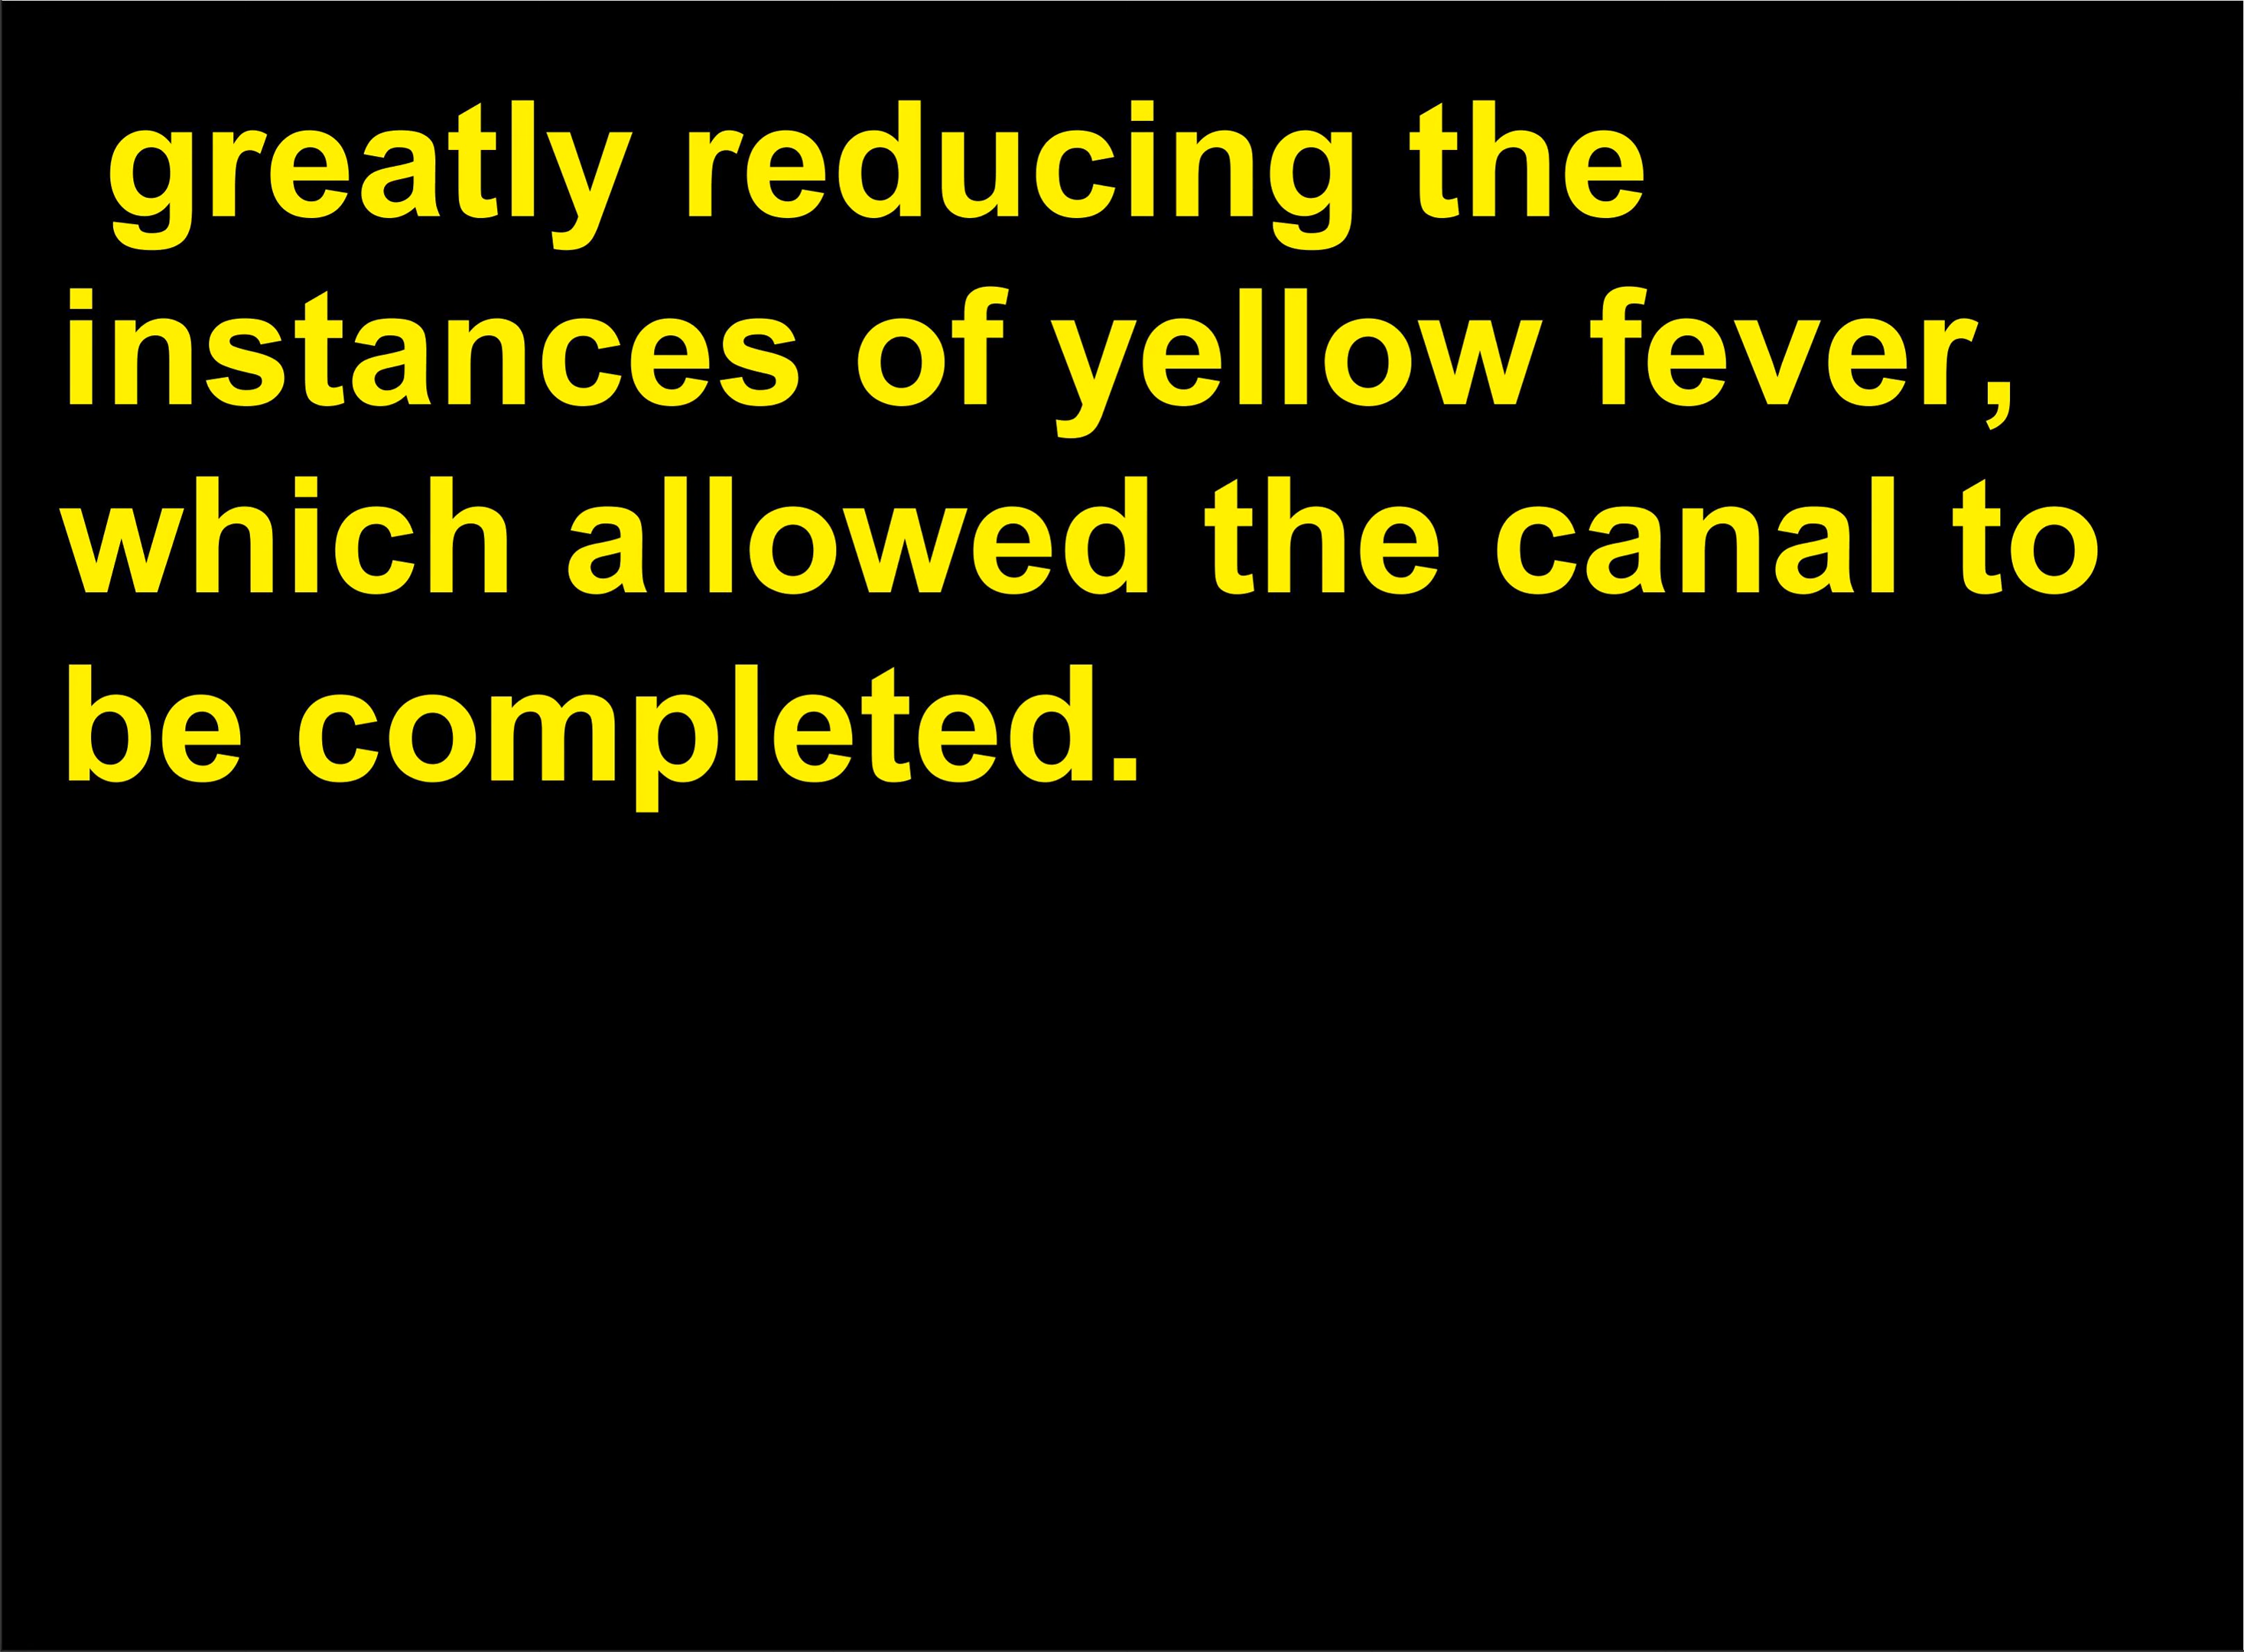 greatly reducing the
instances of yellow fever,
which allowed the canal to
be completed.